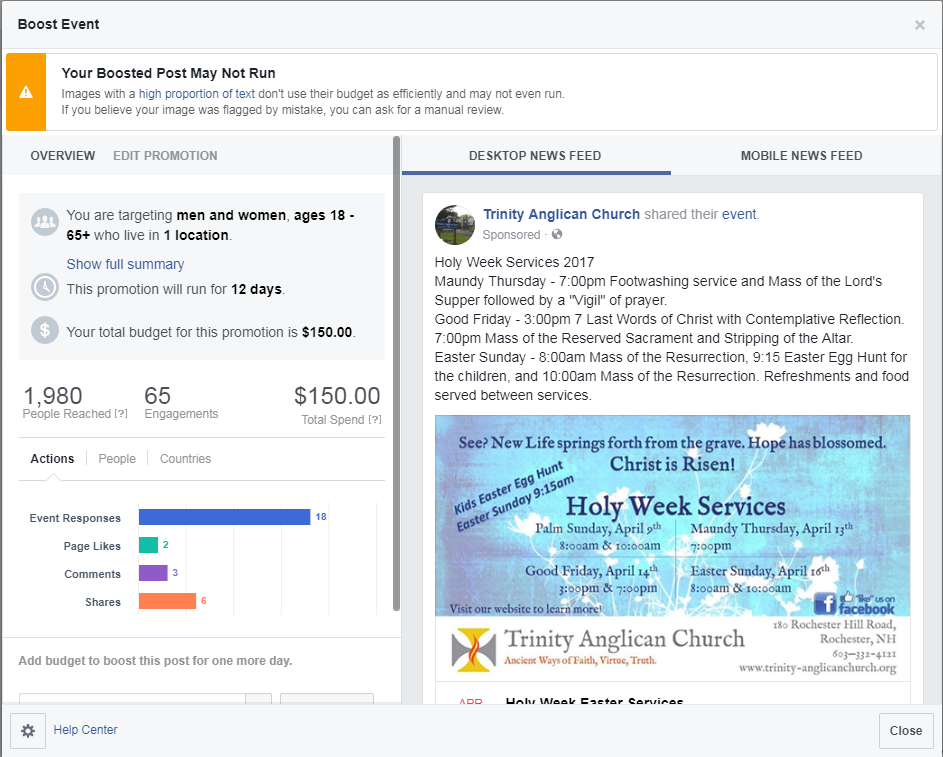 Boost Event
×
Your Boosted Post May Not Run
Images with a high proportion of text don't use their budget as efficiently and may not even run.
If you believe your image was flagged by mistake, you can ask for a manual review.
OVERVIEW EDIT PROMOTION
You are targeting men and women, ages 18 -
65+ who live in 1 location.
Show full summary
This promotion will run for 12 days.
$ Your total budget for this promotion is $150.00.
1,980 65 $150.00
People Reached [?] Engagements Total Spend [?]
Actions People Countries
Event Responses 18
Page Likes 2
Comments 3
Shares 6
Add budget to boost this post for one more day.
DESKTOP NEWS FEED MOBILE NEWS FEED
Trinity Anglican Church shared their event.
Sponsored ·
Holy Week Services 2017
Maundy Thursday - 7:00pm Footwashing service and Mass of the Lord's
Supper followed by a "Vigil" of prayer.
Good Friday - 3:00pm 7 Last Words of Christ with Contemplative Reflection.
7:00pm Mass of the Reserved Sacrament and Stripping of the Altar.
Easter Sunday - 8:00am Mass of the Resurrection, 9:15 Easter Egg Hunt for
the children, and 10:00am Mass of the Resurrection. Refreshments and food
served between services.
See? New Life springs forth from the grave. Hope has blossomed.
Christ is Risen!
Kids Easter Egg Hunt
Easter Sunday 9:15am
Holy Week Services
Palm Sunday, April 9th
8:00am & 10:00am
Maundy Thursday, April 13th
7:00pm
Good Friday, April 14th
3:00pm & 7:00pm
Easter Sunday, April 16th
8:00am & 10:00am
Visit our website to learn more!
f "like" us on
facebook
Trinity Anglican Church
Ancient Ways of Faith, Virtue, Truth.
180 Rochester Hill Road,
Rochester, NH
603-332-4121
www.trinity-anglicanchurch.org
APR Holy Week Easter Services
Help Center
Close